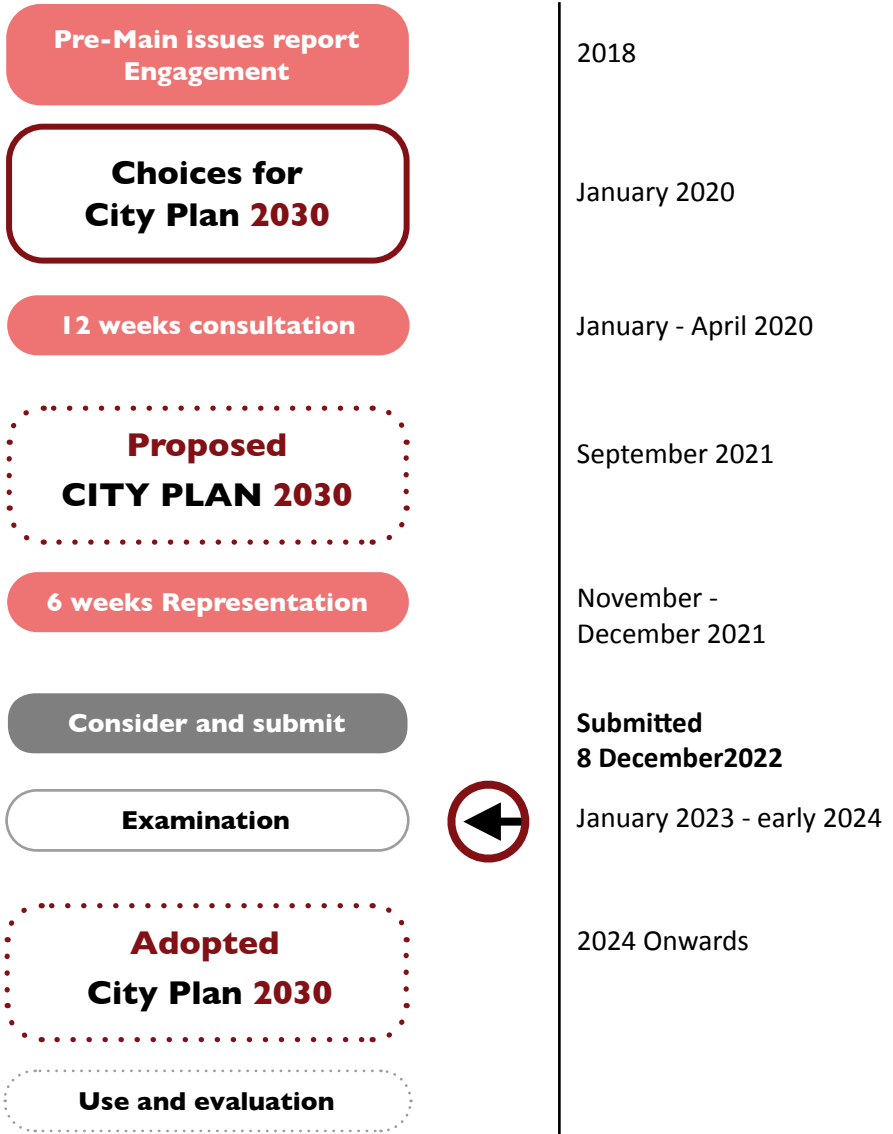 Pre-Main issues report
Engagement
2018
Choices for
City Plan 2030
January 2020
12 weeks consultation
January - April 2020
Proposed
CITY PLAN 2030
September 2021
6 weeks Representation
November -
December 2021
Consider and submit
Submitted
8 December2022
Examination
January 2023 - early 2024
Adopted
City Plan 2030
2024 Onwards
Use and evaluation